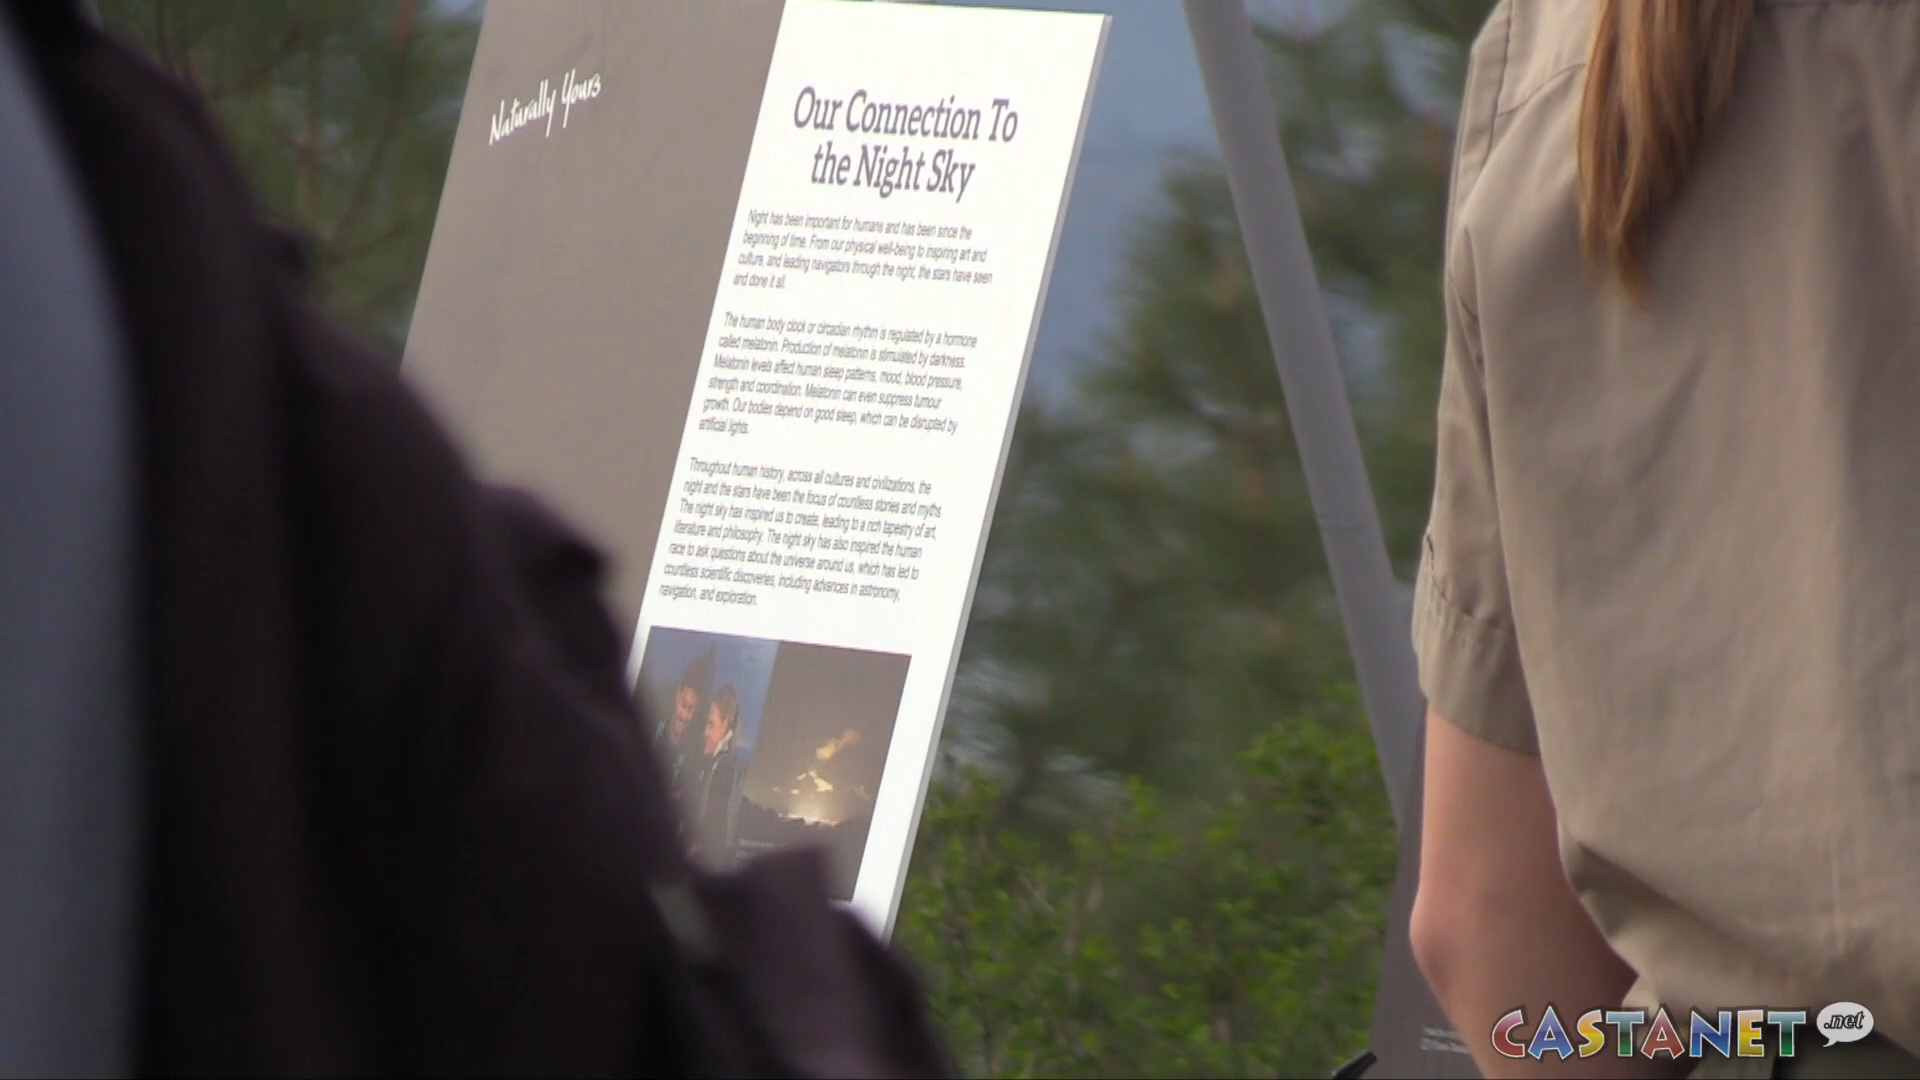 Naturally Yours
Our Connection To
the Night Sky
Night has been important for humans and has been since the
beginning of time. From our physical well-being to inspiring art and
culture, and leading navigators through the night, the stars have seen
and done it all.
The human body clock or circadian rhythm is regulated by a hormone
called melatonin. Production of melatonin is stimulated by darkness.
Melatonin levels affect human sleep patterns, mood, blood pressure,
strength and coordination. Melatonin can even suppress tumour
growth. Our bodies depend on good sleep, which can be disrupted by
artificial lights.
Throughout human history, across all cultures and civilizations, the
night and the stars have been the focus of countless stories and myths.
The night sky has inspired us to create, leading to a rich tapestry of art,
literature and philosophy. The night sky has also inspired the human
race to ask questions about the universe around us, which has led to
countless scientific discoveries, including advances in astronomy,
navigation, and exploration.
CASTANET .net